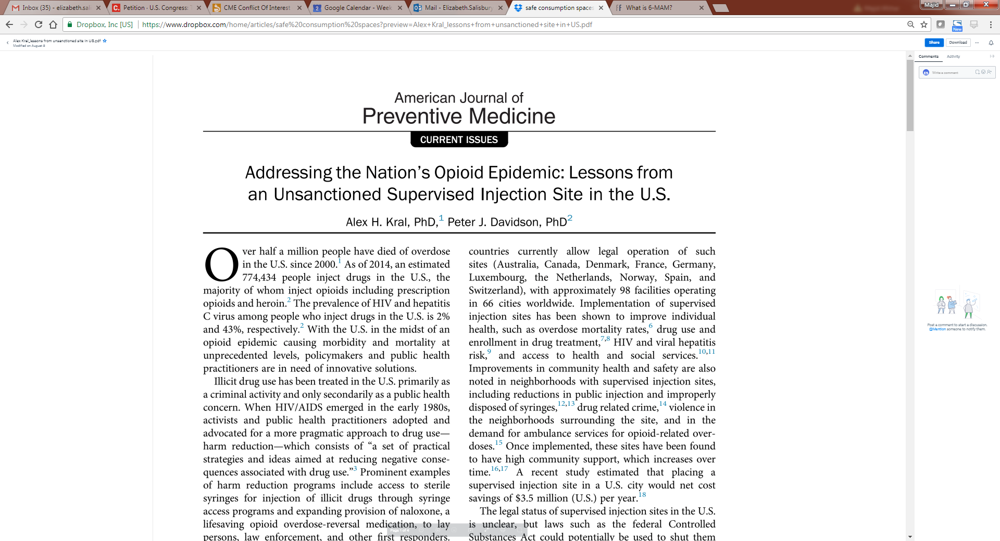 Inbox (35) - elizabeth.sal
Petition · U.S. Congress: T
CME Conflict Of Interest
Google Calendar - Week
Mail - Elizabeth.Salisbury
safe consumption spaces
What is 6-MAM?
Majid
Dropbox, Inc [US]
https://www.dropbox.com/home/articles/safe%20consumption%20spaces?preview=Alex+Kral_lessons+from+unsanctioned+site+in+US.pdf
New
Alex Kral_lessons from unsanctioned site in US.pdf
Modified on August 8
Share
Download
Comments
Activity
ES
Write a comment
Post a comment to start a discussion.
@Mention someone to notify them.
American Journal of
Preventive Medicine
CURRENT ISSUES
Addressing the Nation's Opioid Epidemic: Lessons from
an Unsanctioned Supervised Injection Site in the U.S.
Alex H. Kral, PhD,1 Peter J. Davidson, PhD2
Over half a million people have died of overdose
in the U.S. since 2000.1 As of 2014, an estimated
774,434 people inject drugs in the U.S., the
majority of whom inject opioids including prescription
opioids and heroin.2 The prevalence of HIV and hepatitis
C virus among people who inject drugs in the U.S. is 2%
and 43%, respectively.2 With the U.S. in the midst of an
opioid epidemic causing morbidity and mortality at
unprecedented levels, policymakers and public health
practitioners are in need of innovative solutions.
Illicit drug use has been treated in the U.S. primarily as
a criminal activity and only secondarily as a public health
concern. When HIV/AIDS emerged in the early 1980s,
activists and public health practitioners adopted and
advocated for a more pragmatic approach to drug use—
harm reduction—which consists of “a set of practical
strategies and ideas aimed at reducing negative conse-
quences associated with drug use.”3 Prominent examples
of harm reduction programs include access to sterile
syringes for injection of illicit drugs through syringe
access programs and expanding provision of naloxone, a
lifesaving opioid overdose-reversal medication, to lay
persons, law enforcement, and other first responders.
countries currently allow legal operation of such
sites (Australia, Canada, Denmark, France, Germany,
Luxembourg, the Netherlands, Norway, Spain, and
Switzerland), with approximately 98 facilities operating
in 66 cities worldwide. Implementation of supervised
injection sites has been shown to improve individual
health, such as overdose mortality rates,6 drug use and
enrollment in drug treatment,7,8 HIV and viral hepatitis
risk,9 and access to health and social services.10,11
Improvements in community health and safety are also
noted in neighborhoods with supervised injection sites,
including reductions in public injection and improperly
disposed of syringes,12,13 drug related crime,14 violence in
the neighborhoods surrounding the site, and in the
demand for ambulance services for opioid-related over-
doses.15 Once implemented, these sites have been found
to have high community support, which increases over
time.16,17 A recent study estimated that placing a
supervised injection site in a U.S. city would net cost
savings of $3.5 million (U.S.) per year.18
The legal status of supervised injection sites in the U.S.
is unclear, but laws such as the federal Controlled
Substances Act could potentially be used to shut them
Page 1 of 4